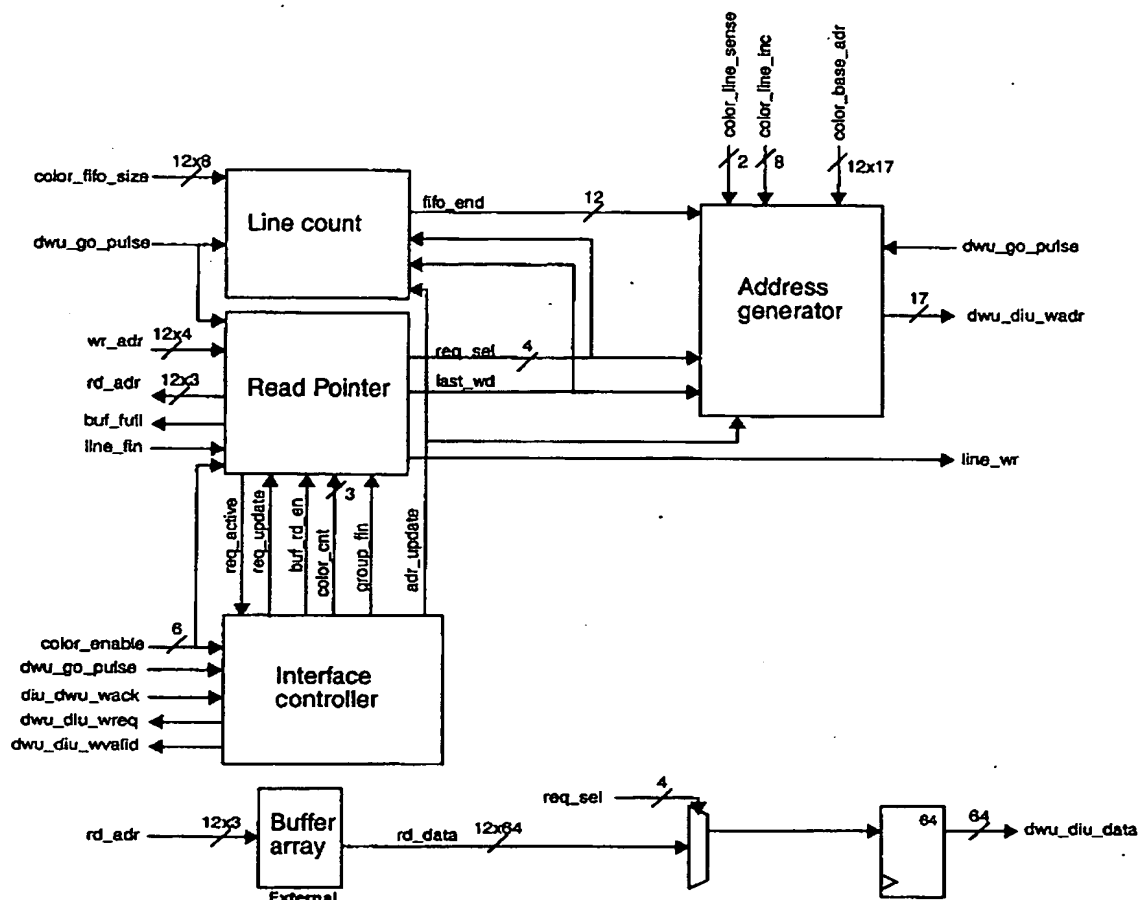 color_line_sense
color_line_inc
color_base_adr
2
8
12x17
color_fifo_size
12x8
Line count
fifo_end
12
dwu_go_pulse
Address
generator
dwu_go_pulse
17
dwu_diu_wadr
wr_adr
12x4
rd_adr
12x3
buf_full
line_fin
Read Pointer
req_sel
4
last_wd
line_wr
req_active
req_update
buf_rd_en
color_cnt
3
group_fin
adr_update
color_enable
6
dwu_go_pulse
diu_dwu_wack
dwu_diu_wreq
dwu_diu_wvalid
Interface
controller
rd_adr
12x3
Buffer
array
External
rd_data
12x64
req_sel
4
64
64
dwu_diu_data